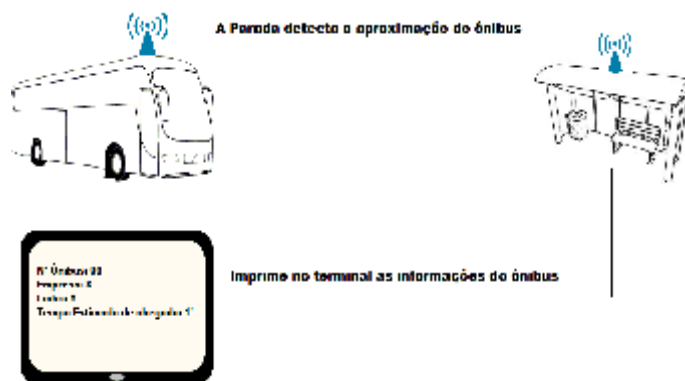 A Parada detecta a aproximação do ônibus
Nº Ônibus:
Empresa: X
Linha:
Tempo Estimado de chegada: 1'
Imprime no terminal as informações do ônibus